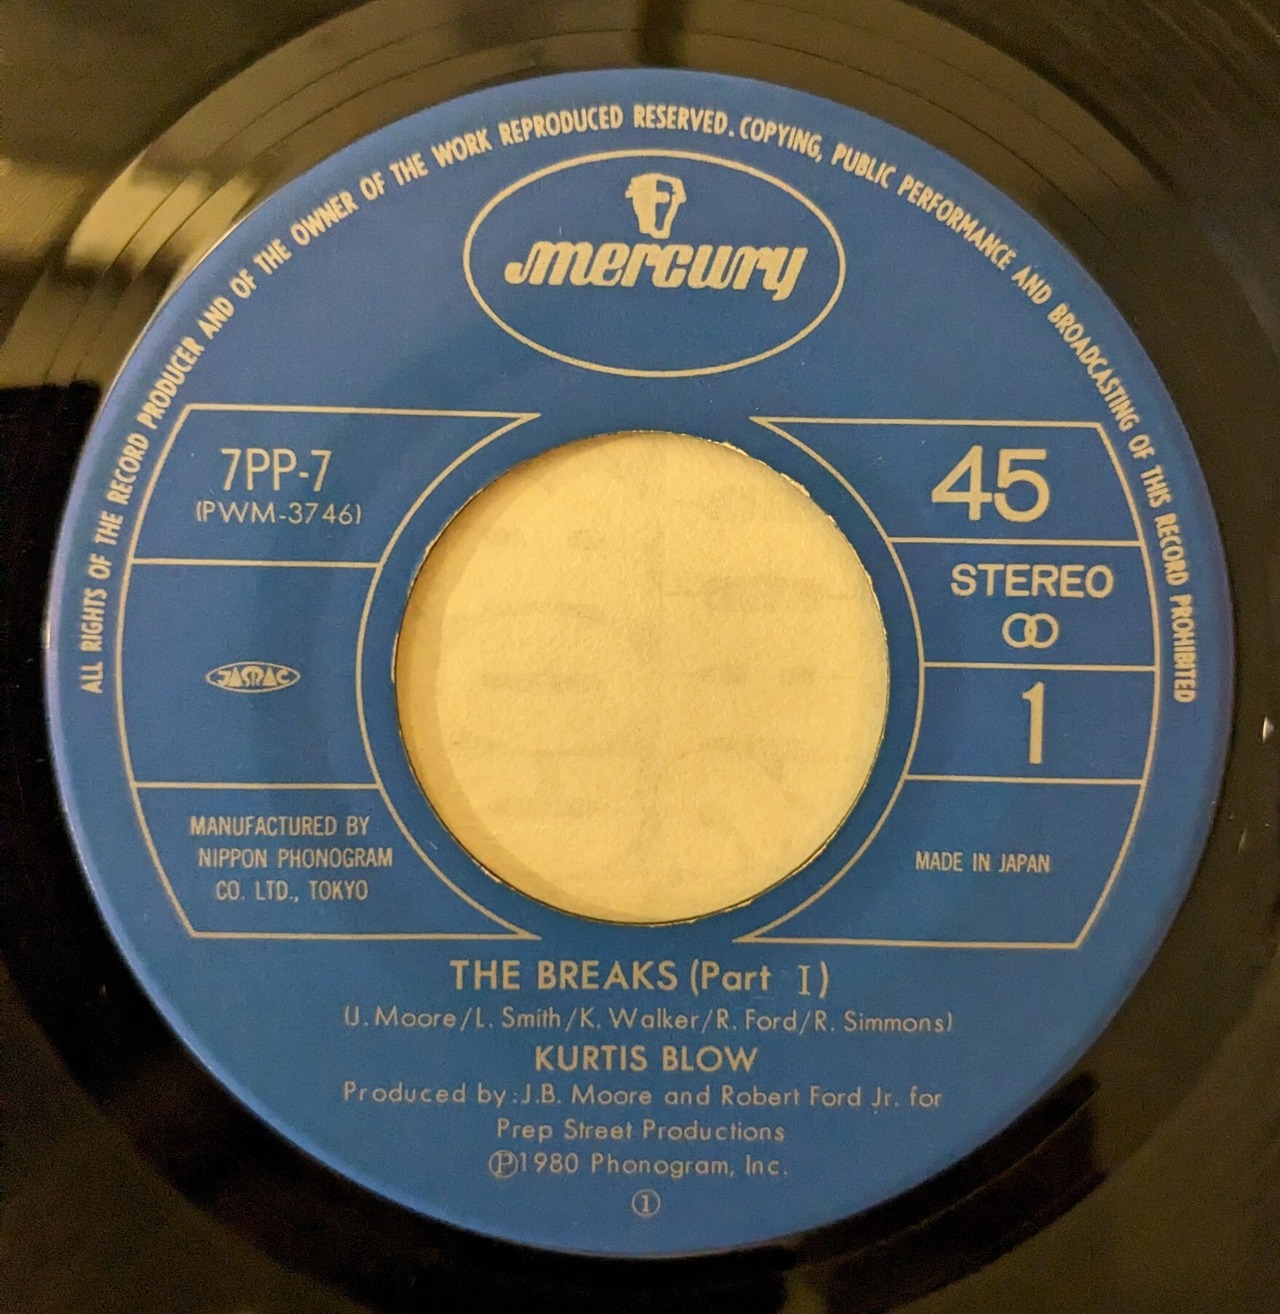 ALL RIGHTS OF THE RECORD PRODUCER AND OF THE OWNER OF THE WORK REPRODUCED RESERVED. COPYING, PUBLIC PERFORMANCE AND BROADCASTING OF THIS RECORD PROHIBITED
mercury
7PP-7
(PWM-3746)
JASRAC
MANUFACTURED BY
NIPPON PHONOGRAM
CO. LTD., TOKYO
45
STEREO
1
MADE IN JAPAN
THE BREAKS (Part I)
(J. Moore/L. Smith/K. Walker/R. Ford/R. Simmons)
KURTIS BLOW
Produced by:J.B. Moore and Robert Ford Jr. for
Prep Street Productions
Ⓟ1980 Phonogram, Inc.
①